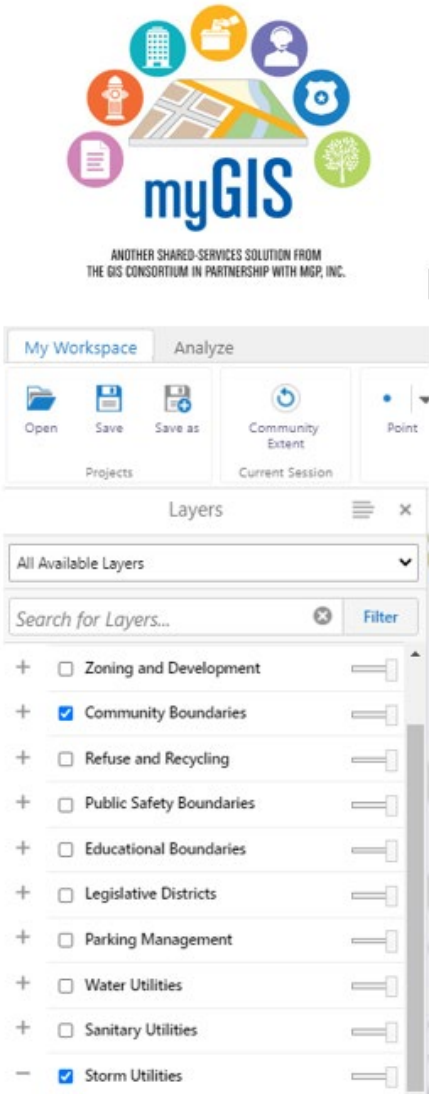 myGIS
ANOTHER SHARED-SERVICES SOLUTION FROM
THE GIS CONSORTIUM IN PARTNERSHIP WITH MGP, INC.
My Workspace Analyze
Open Save Save as Community Extent Point
Projects Current Session
Layers
All Available Layers
Search for Layers... Filter
Zoning and Development
Community Boundaries
Refuse and Recycling
Public Safety Boundaries
Educational Boundaries
Legislative Districts
Parking Management
Water Utilities
Sanitary Utilities
Storm Utilities